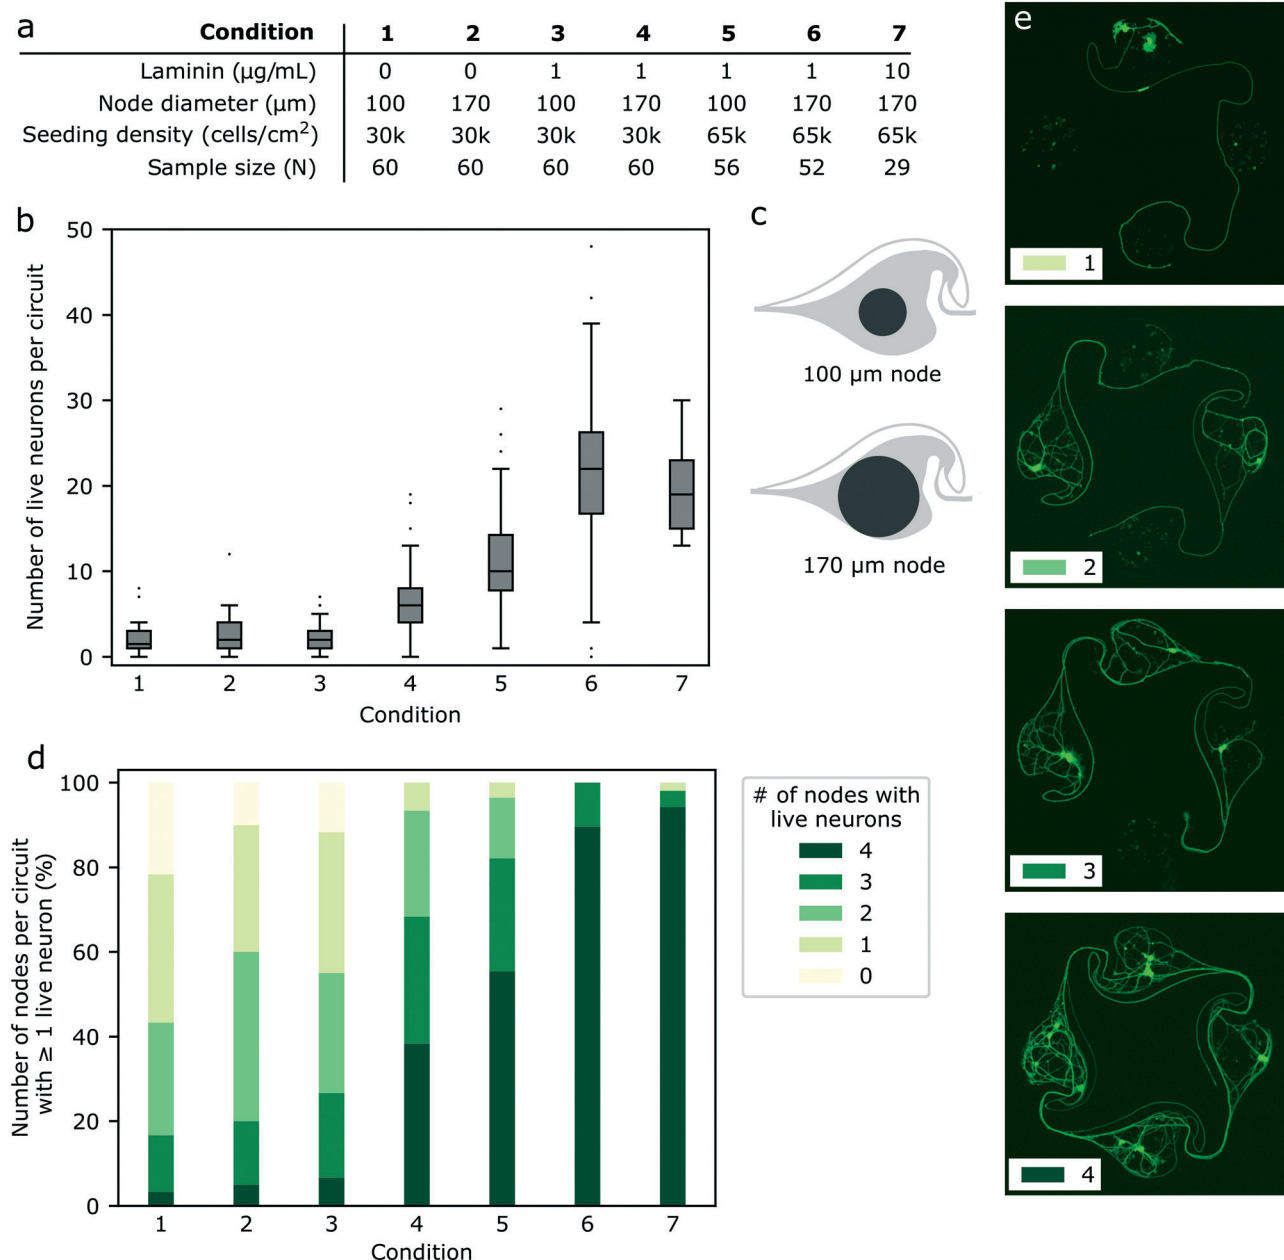 a
Condition 1 2 3 4 5 6 7
Laminin (µg/mL) 0 0 1 1 1 1 10
Node diameter (µm) 100 170 100 170 100 170 170
Seeding density (cells/cm²) 30k 30k 30k 30k 65k 65k 65k
Sample size (N) 60 60 60 60 56 52 29
b
Number of live neurons per circuit
50
40
30
20
10
0
1 2 3 4 5 6 7
Condition
c
100 µm node
170 µm node
d
Number of nodes per circuit
with ≥ 1 live neuron (%)
100
80
60
40
20
0
1 2 3 4 5 6 7
Condition
# of nodes with
live neurons
4
3
2
1
0
e
1
2
3
4